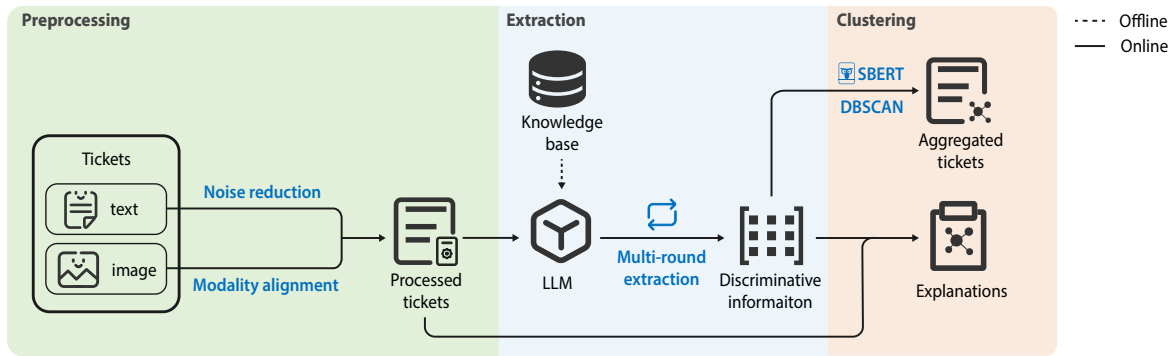 Preprocessing
Extraction
Clustering
Offline
Online
Knowledge
base
SBERT
DBSCAN
Aggregated
tickets
Tickets
text
image
Noise reduction
Modality alignment
Processed
tickets
LLM
Multi-round
extraction
Discriminative
informaiton
Explanations